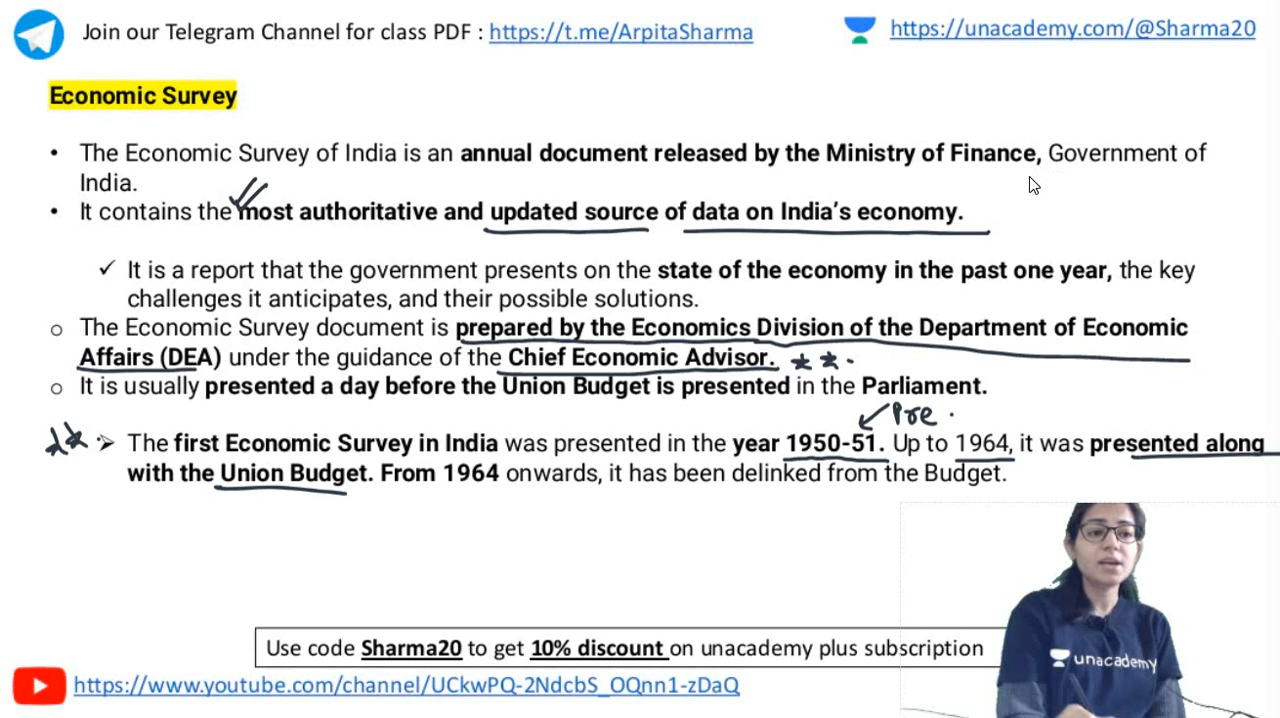 Join our Telegram Channel for class PDF : https://t.me/ArpitaSharma
https://unacademy.com/@Sharma20
Economic Survey
• The Economic Survey of India is an annual document released by the Ministry of Finance, Government of
India.
• It contains the most authoritative and updated source of data on India's economy.
✓ It is a report that the government presents on the state of the economy in the past one year, the key
challenges it anticipates, and their possible solutions.
o The Economic Survey document is prepared by the Economics Division of the Department of Economic
Affairs (DEA) under the guidance of the Chief Economic Advisor.
o It is usually presented a day before the Union Budget is presented in the Parliament.
Pre
➢ The first Economic Survey in India was presented in the year 1950-51. Up to 1964, it was presented along
with the Union Budget. From 1964 onwards, it has been delinked from the Budget.
Use code Sharma20 to get 10% discount on unacademy plus subscription
unacademy
https://www.youtube.com/channel/UCkwPQ-2NdcbS_OQnn1-zDaQ